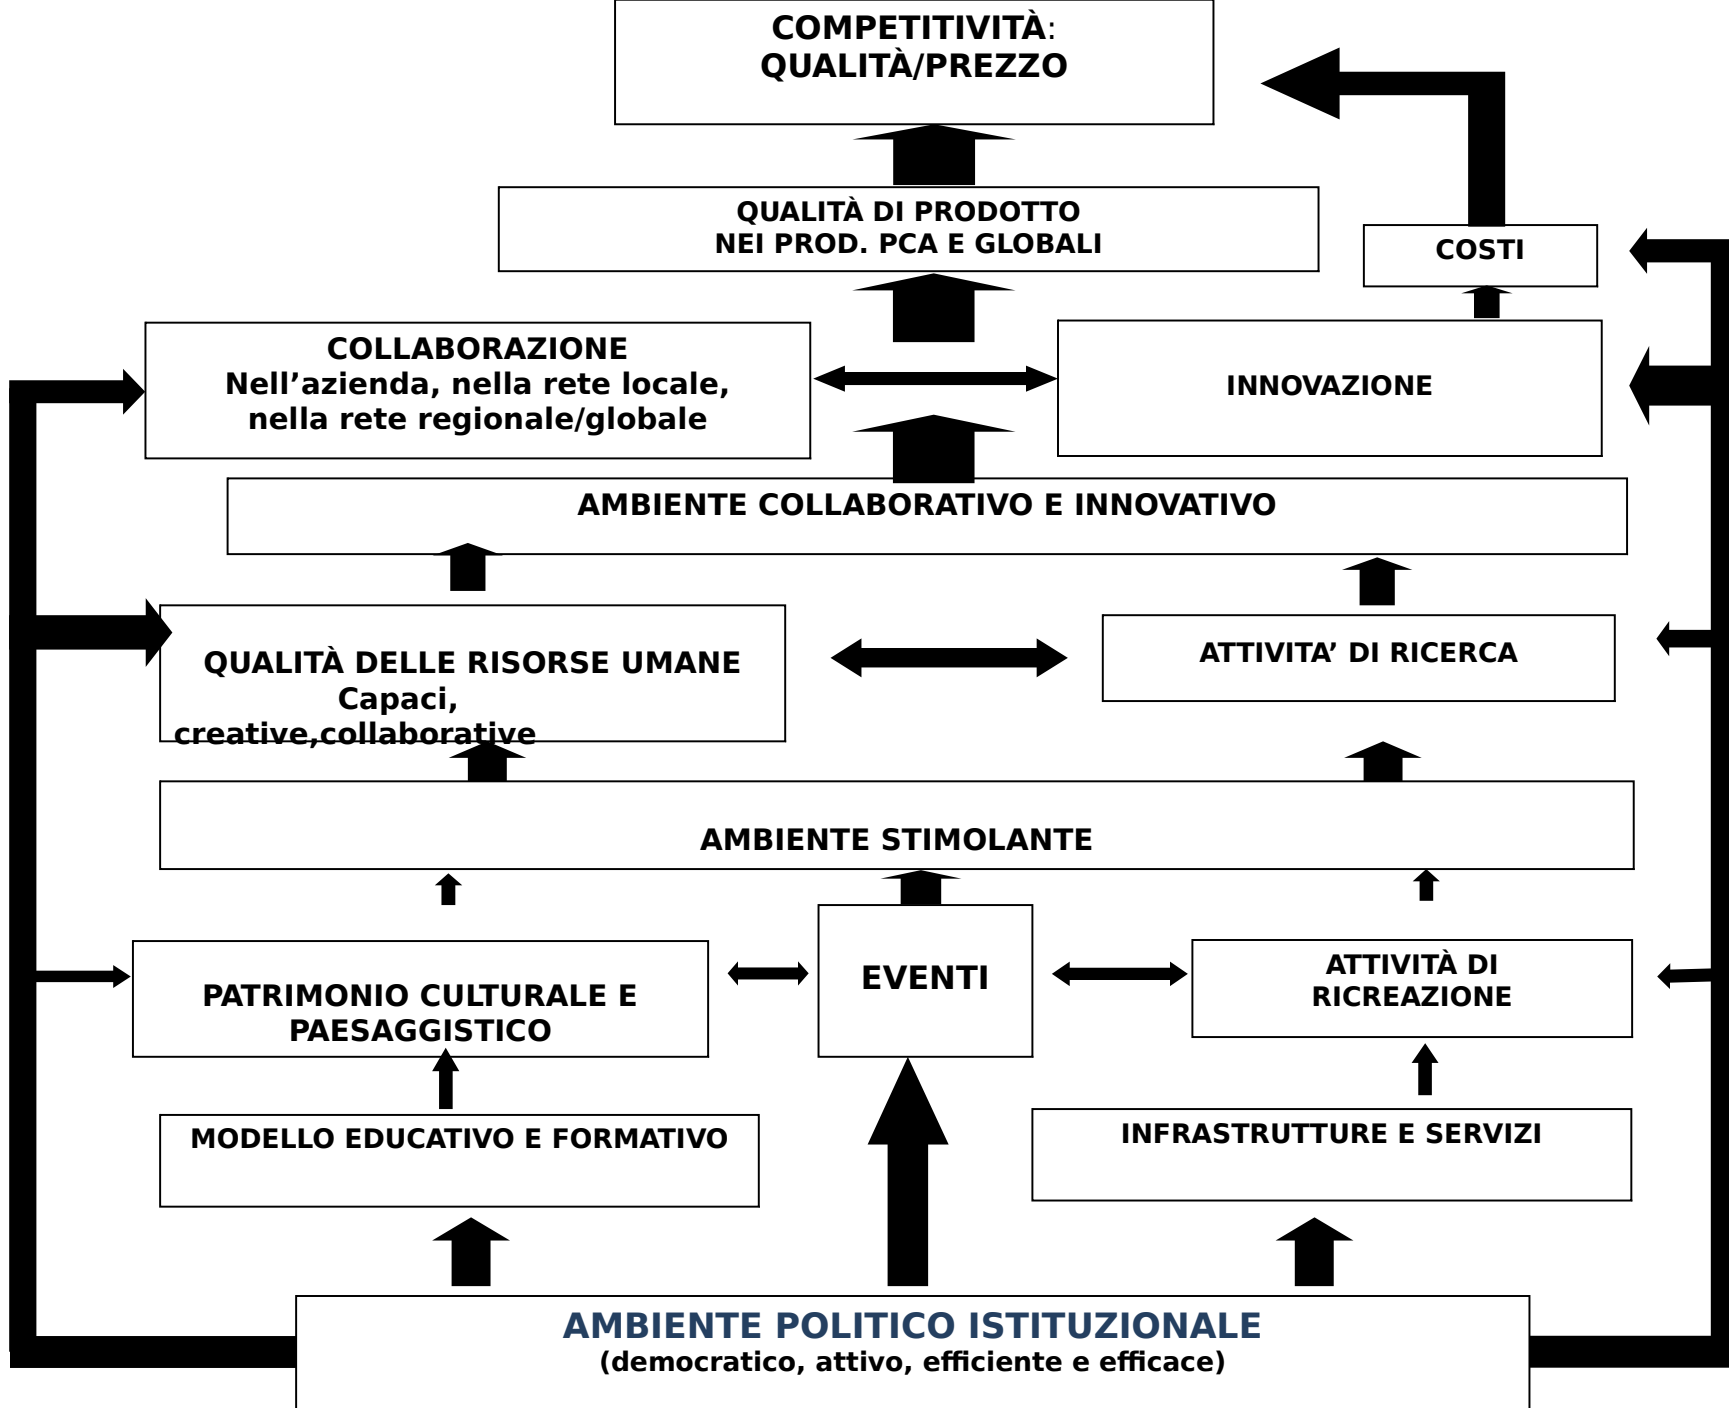 COMPETITIVITÀ:
QUALITÀ/PREZZO
QUALITÀ DI PRODOTTO
NEI PROD. PCA E GLOBALI
COSTI
COLLABORAZIONE
Nell’azienda, nella rete locale,
nella rete regionale/globale
INNOVAZIONE
AMBIENTE COLLABORATIVO E INNOVATIVO
QUALITÀ DELLE RISORSE UMANE
Capaci,
creative,collaborative
ATTIVITA’ DI RICERCA
AMBIENTE STIMOLANTE
PATRIMONIO CULTURALE E
PAESAGGISTICO
EVENTI
ATTIVITÀ DI
RICREAZIONE
MODELLO EDUCATIVO E FORMATIVO
INFRASTRUTTURE E SERVIZI
AMBIENTE POLITICO ISTITUZIONALE
(democratico, attivo, efficiente e efficace)